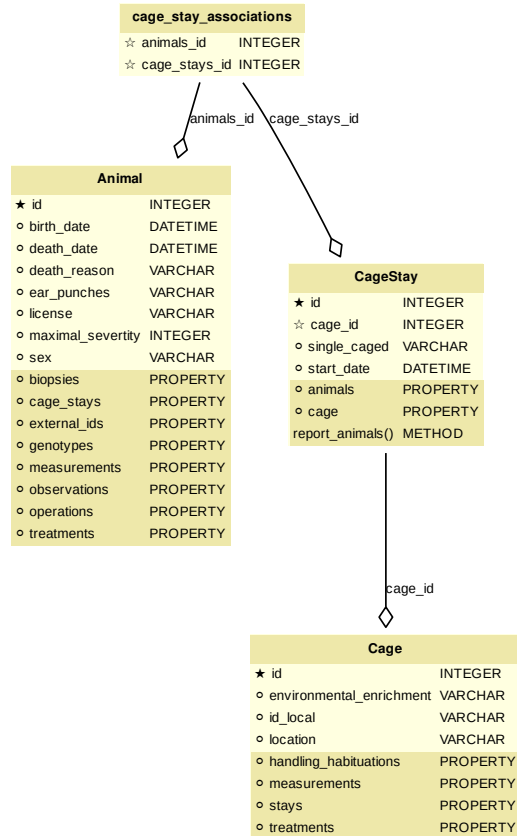 cage_stay_associations
☆ animals_id INTEGER
☆ cage_stays_id INTEGER
animals_id
cage_stays_id
Animal
★ id INTEGER
birth_date DATETIME
death_date DATETIME
death_reason VARCHAR
ear_punches VARCHAR
license VARCHAR
maximal_severtity INTEGER
sex VARCHAR
biopsies PROPERTY
cage_stays PROPERTY
external_ids PROPERTY
genotypes PROPERTY
measurements PROPERTY
observations PROPERTY
operations PROPERTY
treatments PROPERTY
CageStay
★ id INTEGER
☆ cage_id INTEGER
single_caged VARCHAR
start_date DATETIME
animals PROPERTY
cage PROPERTY
report_animals() METHOD
cage_id
Cage
★ id INTEGER
environmental_enrichment VARCHAR
id_local VARCHAR
location VARCHAR
handling_habituations PROPERTY
measurements PROPERTY
stays PROPERTY
treatments PROPERTY